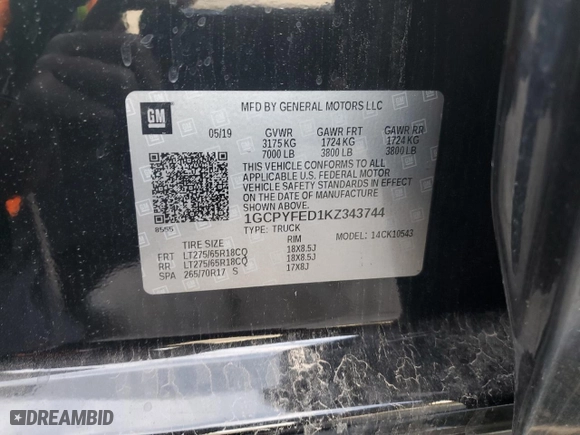 GM
MFD BY GENERAL MOTORS LLC
05/19 GVWR GAWR FRT GAWR RR
3175 KG 1724 KG 1724 KG
7000 LB 3800 LB 3800 LB
THIS VEHICLE CONFORMS TO ALL
APPLICABLE U.S. FEDERAL MOTOR
VEHICLE SAFETY STANDARDS IN EFFECT
ON THE DATE OF MANUFACTURE
SHOWN ABOVE.
1GCPYFED1KZ343744
TYPE: TRUCK MODEL: 14CK10543
TIRE SIZE RIM
FRT LT275/65R18CQ 18X8.5J
RR LT275/65R18CQ 18X8.5J
SPA 265/70R17 S 17X8J
DREAMBID